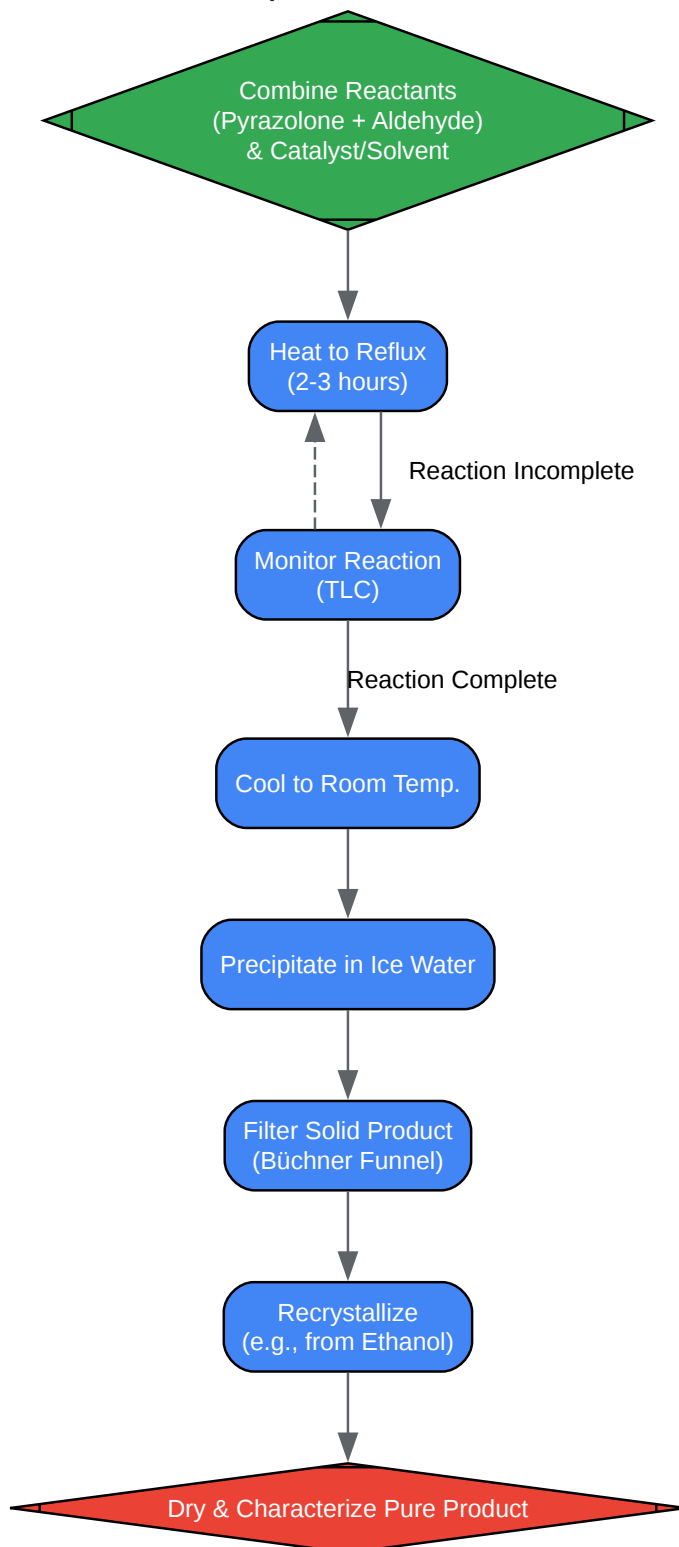 Combine Reactants
(Pyrazolone + Aldehyde)
& Catalyst/Solvent
Heat to Reflux
(2-3 hours)
Reaction Incomplete
Monitor Reaction
(TLC)
Reaction Complete
Cool to Room Temp.
Precipitate in Ice Water
Filter Solid Product
(Büchner Funnel)
Recrystallize
(e.g., from Ethanol)
Dry & Characterize Pure Product